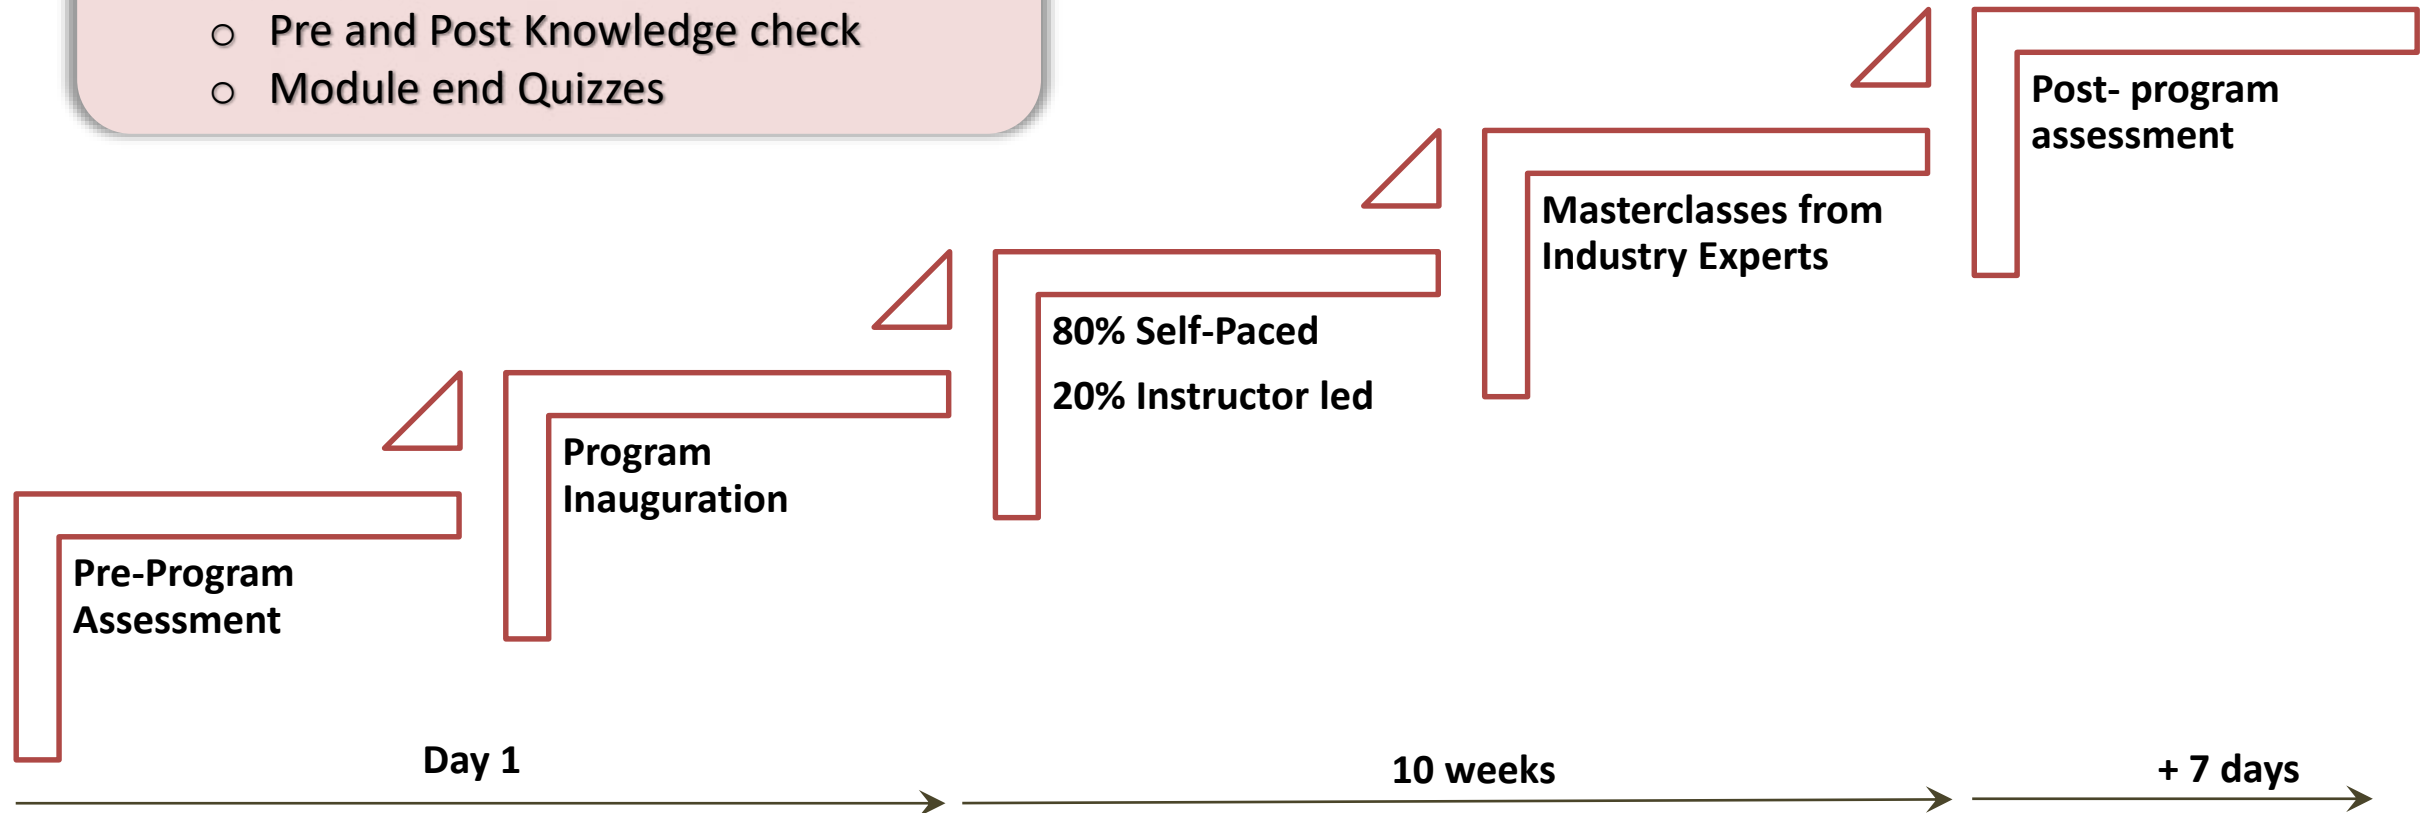 o Pre and Post Knowledge check
o Module end Quizzes
Post- program
assessment
Masterclasses from
Industry Experts
80% Self-Paced
20% Instructor led
Program
Inauguration
Pre-Program
Assessment
Day 1
10 weeks
+ 7 days